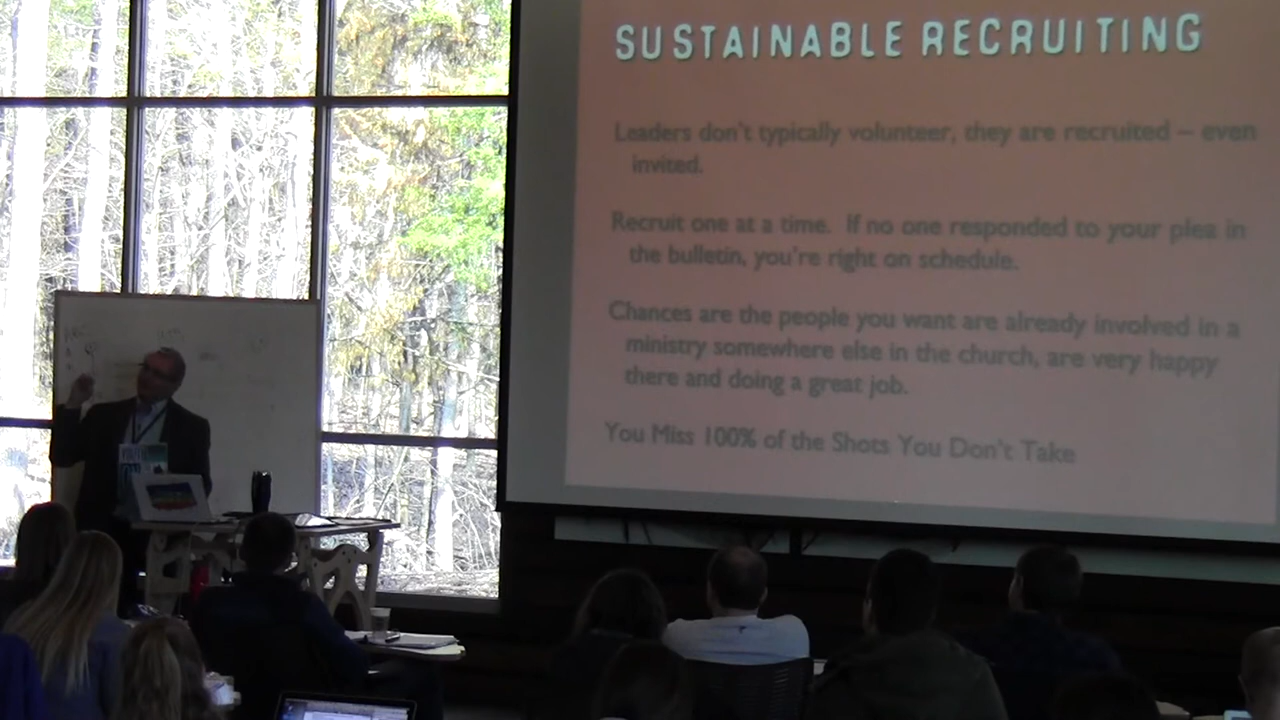 SUSTAINABLE RECRUITING
Leaders don't typically volunteer, they are recruited – even
invited.
Recruit one at a time. If no one responded to your plea in
the bulletin, you're right on schedule.
Chances are the people you want are already involved in a
ministry somewhere else in the church, are very happy
there and doing a great job.
You Miss 100% of the Shots You Don't Take